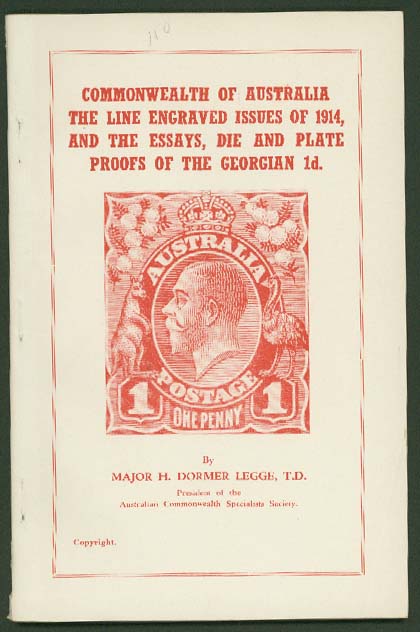 COMMONWEALTH OF AUSTRALIA
THE LINE ENGRAVED ISSUES OF 1914,
AND THE ESSAYS, DIE AND PLATE
PROOFS OF THE GEORGIAN 1d.
AUSTRALIA
POSTAGE
1 ONE PENNY 1
By
MAJOR H. DORMER LEGGE, T.D.
President of the
Australian Commonwealth Specialists Society.
Copyright.